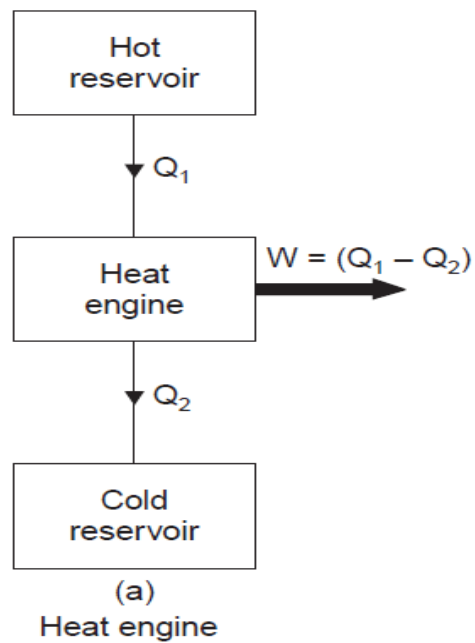 Hot
reservoir
Q₁
Heat
engine
W = (Q₁ – Q₂)
Q₂
Cold
reservoir
(a)
Heat engine